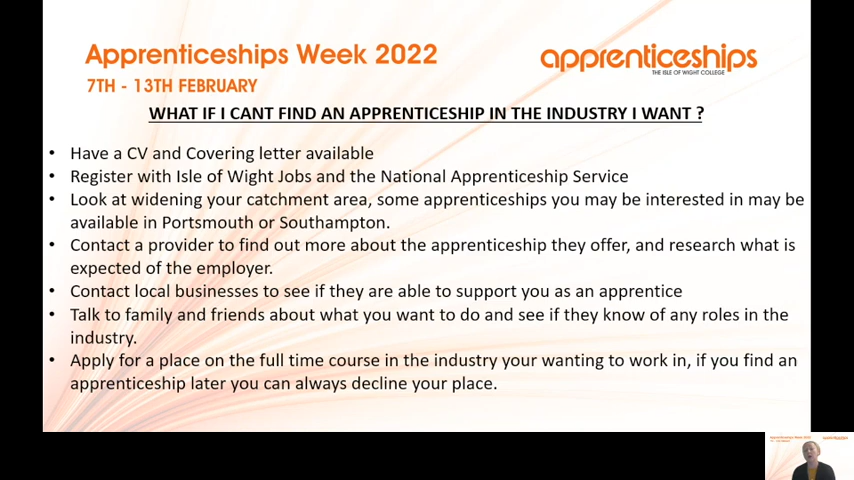 Apprenticeships Week 2022
7TH - 13TH FEBRUARY
apprenticeships
THE ISLE OF WIGHT COLLEGE
WHAT IF I CANT FIND AN APPRENTICESHIP IN THE INDUSTRY I WANT ?
• Have a CV and Covering letter available
• Register with Isle of Wight Jobs and the National Apprenticeship Service
• Look at widening your catchment area, some apprenticeships you may be interested in may be
available in Portsmouth or Southampton.
• Contact a provider to find out more about the apprenticeship they offer, and research what is
expected of the employer.
• Contact local businesses to see if they are able to support you as an apprentice
• Talk to family and friends about what you want to do and see if they know of any roles in the
industry.
• Apply for a place on the full time course in the industry your wanting to work in, if you find an
apprenticeship later you can always decline your place.